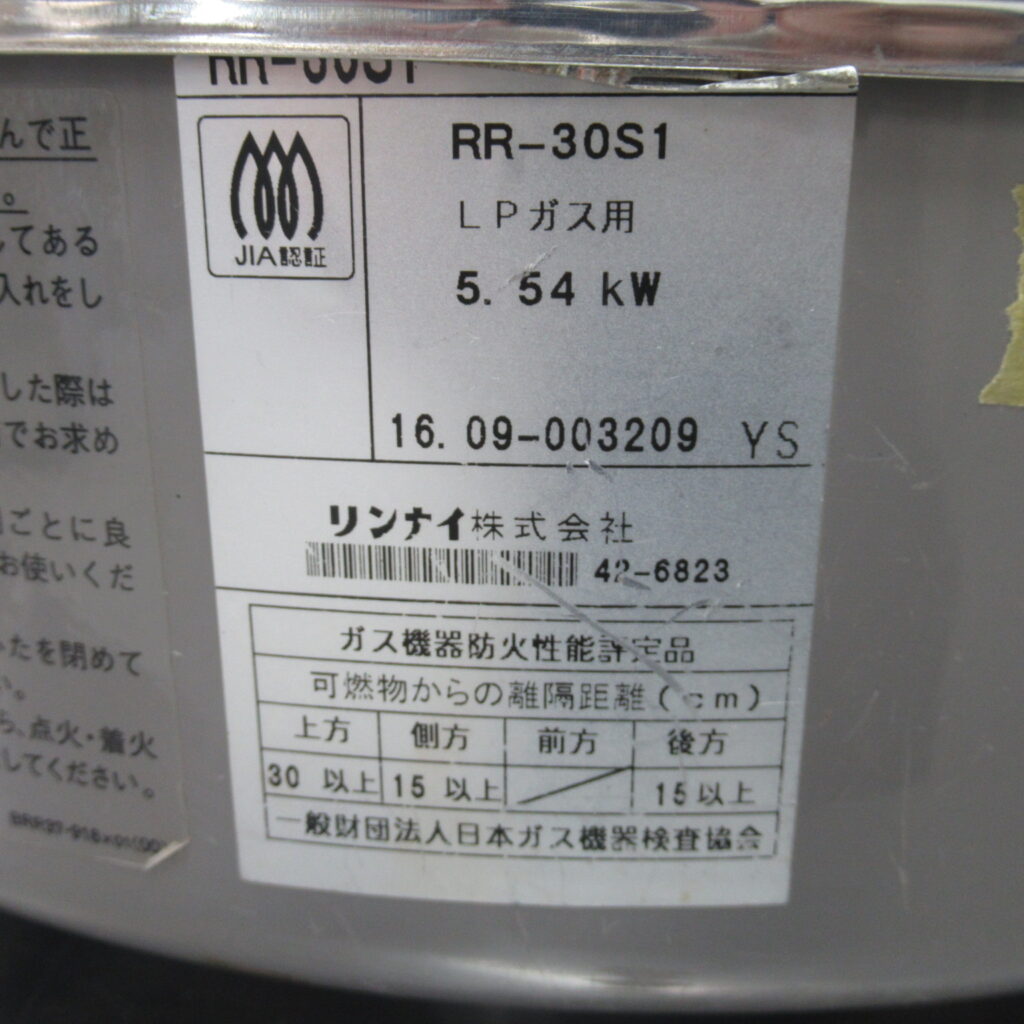 んで正
。
してある
入れをし
した際は
でお求め
ごとに良
お使いくだ
たを閉めて
い。
ら、点火・着火
してください。
RR-30S1
JIA認証
RR-30S1
LPガス用
5.54 kW
16.09-003209 YS
リンナイ株式会社
42-6823
ガス機器防火性能評定品
可燃物からの離隔距離(cm)
上方 側方 前方 後方
30 以上 15 以上 15以上
一般財団法人日本ガス機器検査協会